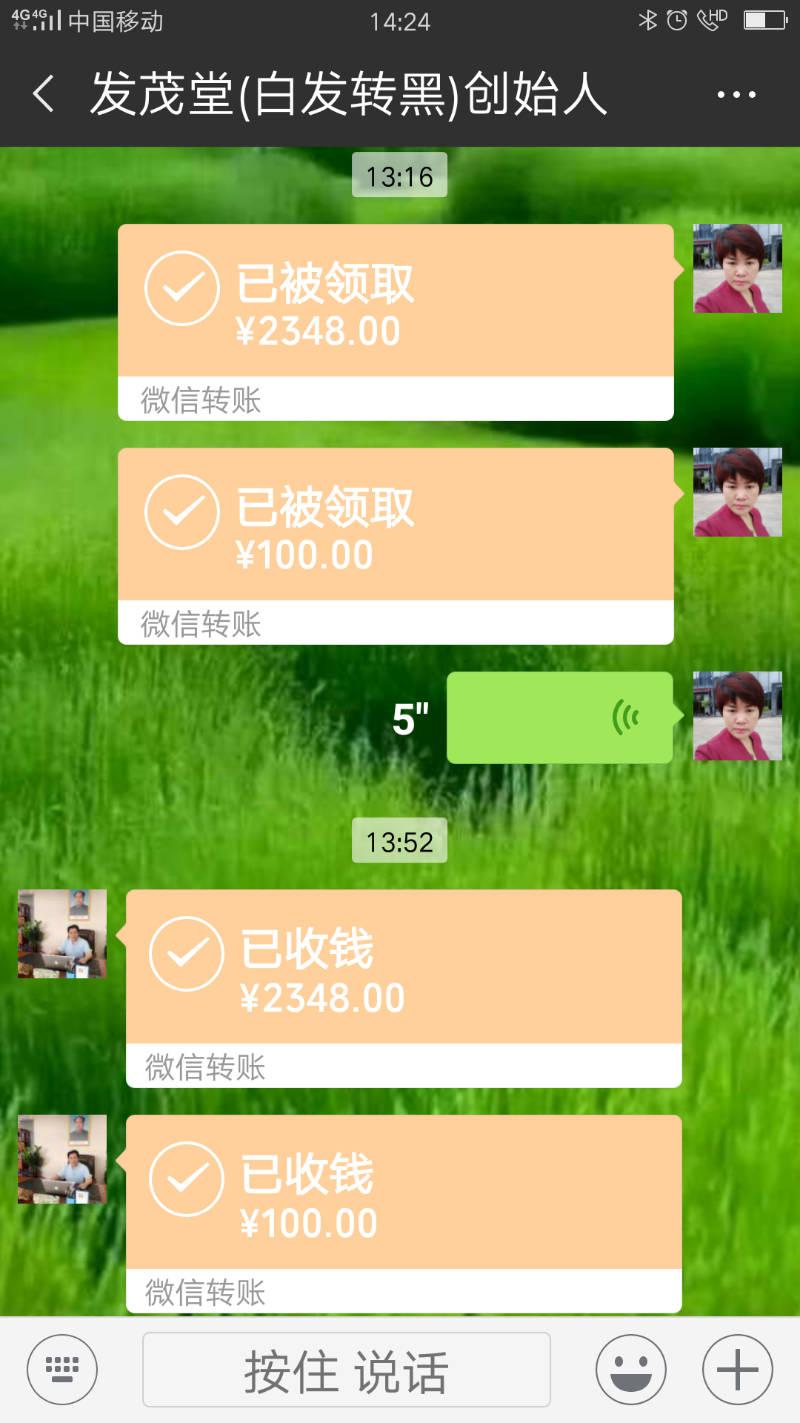 4G 4G 中国移动 14:24 HD
发茂堂(白发转黑)创始人
13:16
已被领取
¥2348.00
微信转账
已被领取
¥100.00
微信转账
5"
13:52
已收钱
¥2348.00
微信转账
已收钱
¥100.00
微信转账
按住 说话